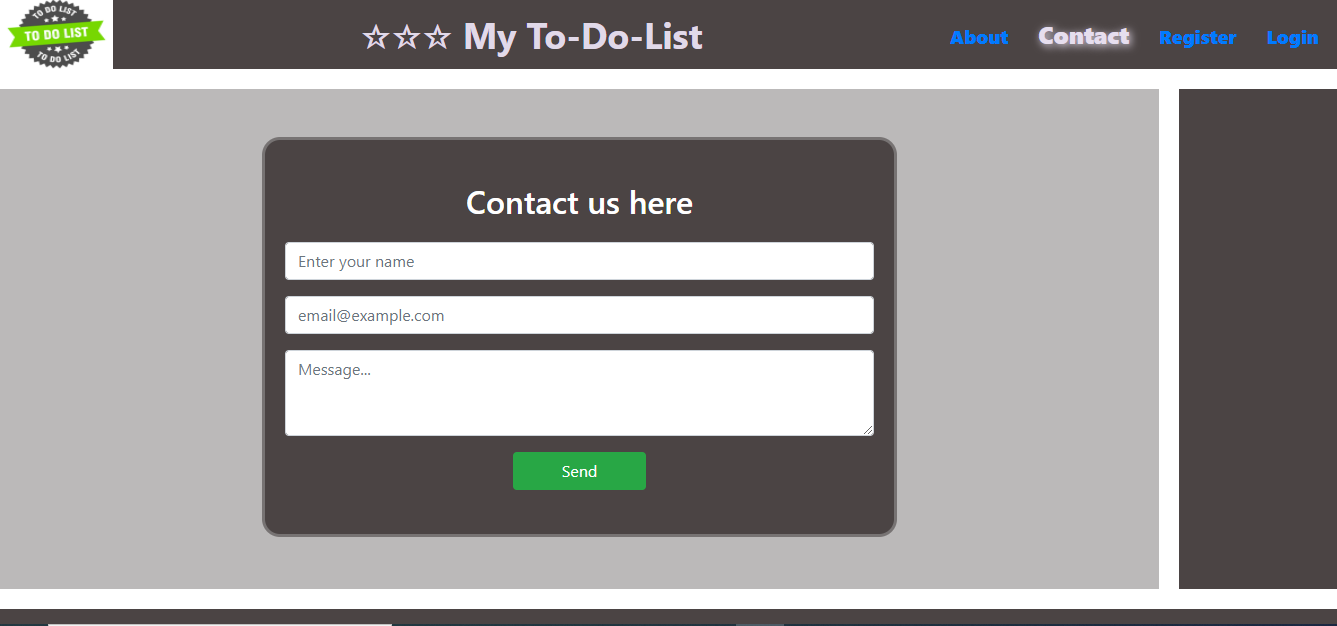 TO DO LIST
TO DO LIST
TO DO LIST
☆☆☆ My To-Do-List
About
Contact
Register
Login
Contact us here
Enter your name
email@example.com
Message...
Send